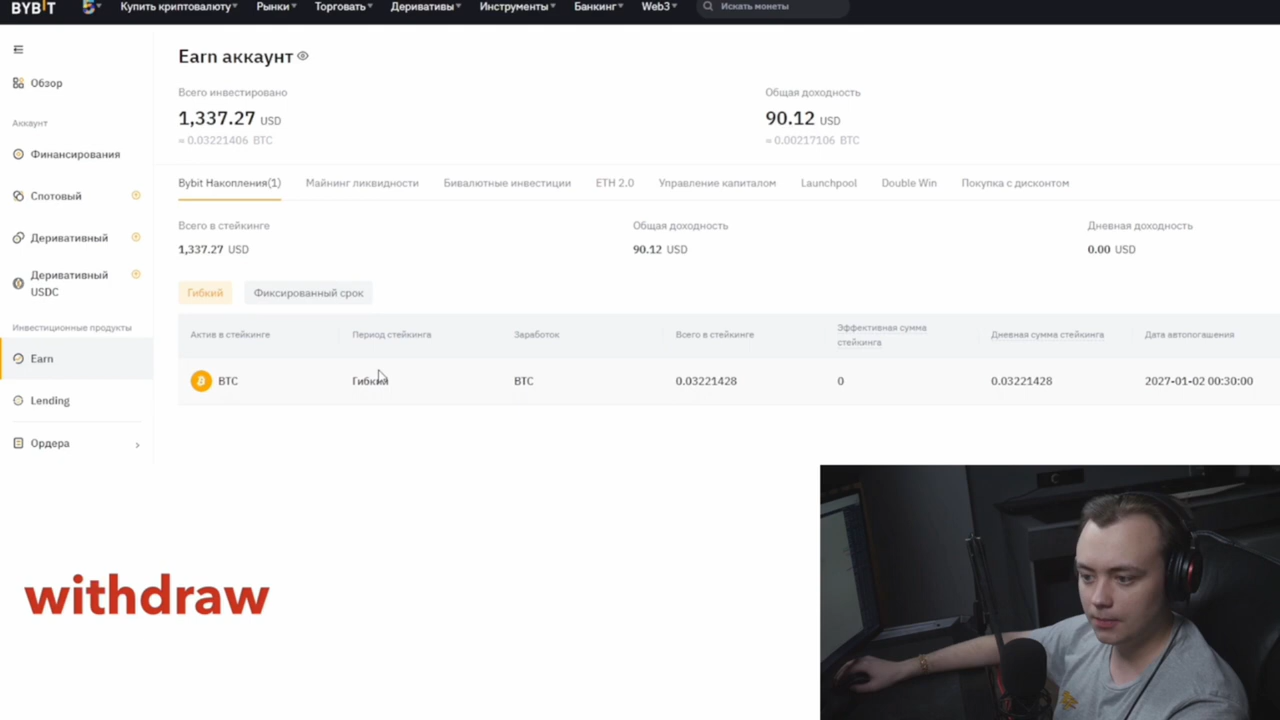 BYBIT
Купить криптовалюту
Рынки
Торговать
Деривативы
Инструменты
Банкинг
Web3
Искать монеты
Обзор
Аккаунт
Финансирования
Спотовый
Деривативный
Деривативный
USDC
Инвестиционные продукты
Earn
Lending
Ордера
Earn аккаунт
Всего инвестировано
Общая доходность
1,337.27 USD
90.12 USD
≈ 0.03221406 BTC
≈ 0.00217106 BTC
Bybit Накопления(1)
Майнинг ликвидности
Бивалютные инвестиции
ETH 2.0
Управление капиталом
Launchpool
Double Win
Покупка с дисконтом
Всего в стейкинге
Общая доходность
Дневная доходность
1,337.27 USD
90.12 USD
0.00 USD
Гибкий
Фиксированный срок
Актив в стейкинге
Период стейкинга
Заработок
Всего в стейкинге
Эффективная сумма
стейкинга
Дневная сумма стейкинга
Дата автопогашения
BTC
Гибкий
BTC
0.03221428
0
0.03221428
2027-01-02 00:30:00
withdraw